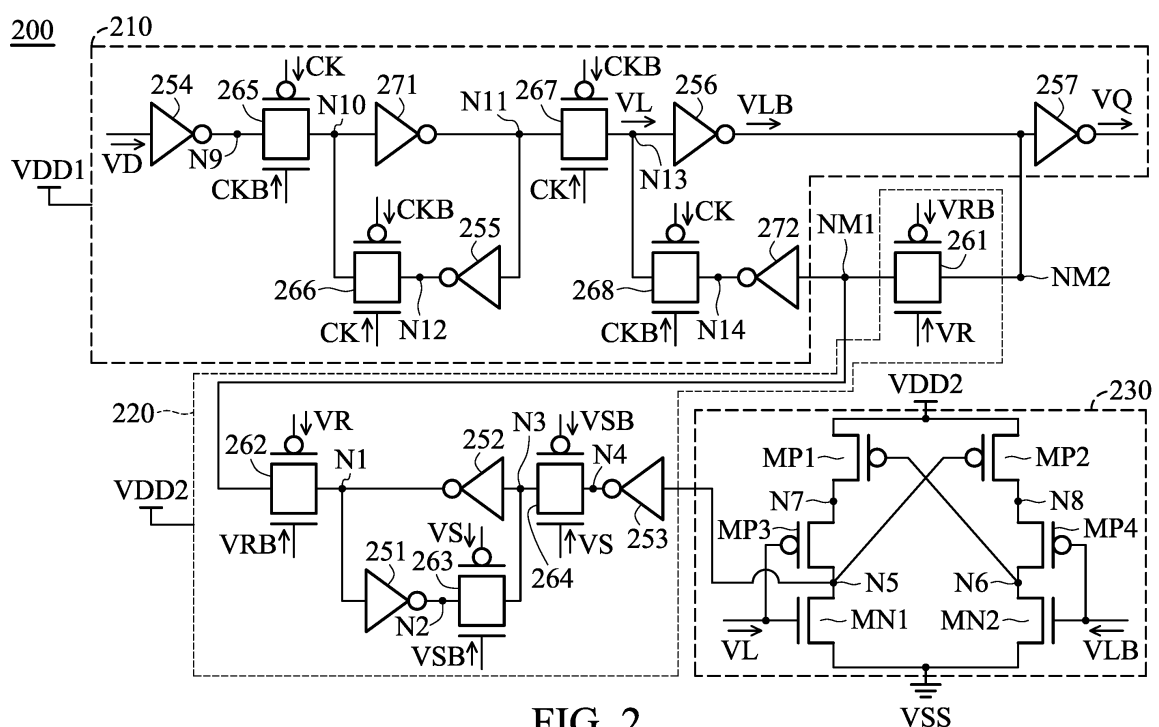 200
210
254
265
CK
N10
271
N11
267
CKB
VL
256
VLB
257
VQ
VD
N9
CKB
CK
N13
VDD1
CKB
255
CK
272
NM1
VRB
261
266
CK
N12
268
CKB
N14
VR
NM2
220
VDD2
230
262
VR
N1
252
N3
VSB
N4
MP1
MP2
VDD2
N7
N8
VRB
VS
VS
253
MP3
MP4
251
263
264
N5
N6
N2
VSB
MN1
MN2
VL
VLB
VSS
FIG. 2